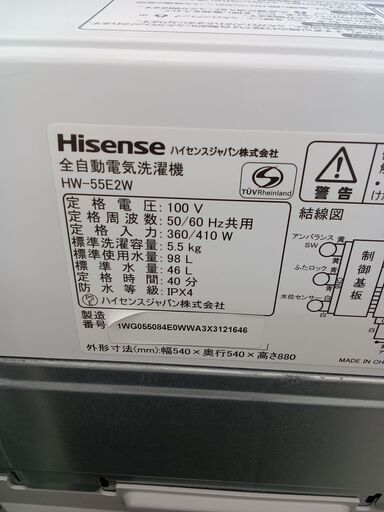 Hisense ハイセンスジャパン株式会社
全自動電気洗濯機
HW-55E2W
TÜVRheinland
定格電圧: 100 V
定格周波数: 50/60 Hz共用
定格入力: 360/410 W
標準洗濯容量: 5.5 kg
標準使用水量: 98 L
標準水量: 46 L
定格時間: 40 分
防水等級: IPX4
ハイセンスジャパン株式会社
製造
番号: 1WG055084E0WWA3X3121646
外形寸法(mm):幅540×奥行540×高さ880
警告
結線図
アンバランス
SW
黄
黄
ふたロック
青
青
水位センサー
白
白
制御基板
MADE IN